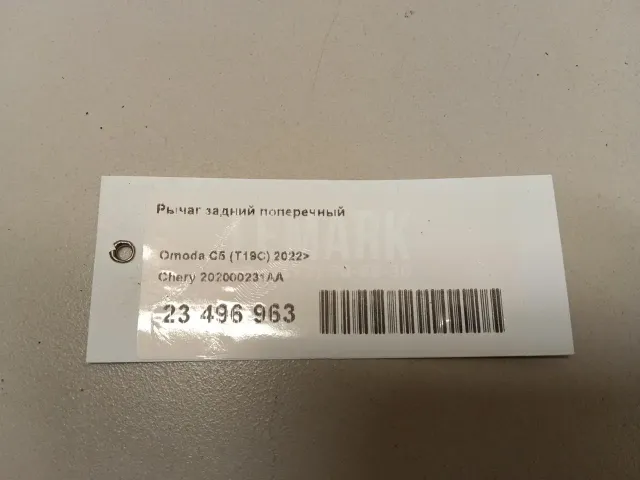 Рычаг задний поперечный
Omoda C5 (T19C) 2022>
Chery 202000231AA
23 496 963